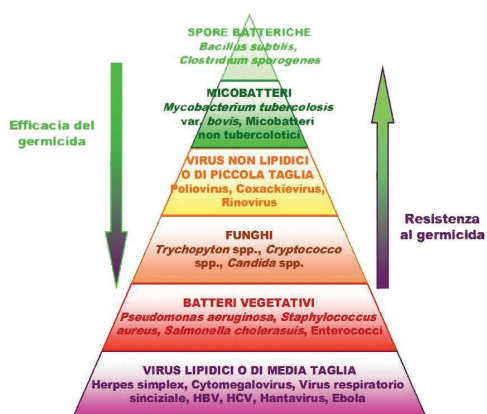 SPORE BATTERICHE
Bacillus subtilis,
Clostridium sporogenes
MICOBATTERI
Mycobacterium tubercolosis
var. bovis, Micobatteri
non tubercolotici
Efficacia del
germicida
VIRUS NON LIPIDICI
O DI PICCOLA TAGLIA
Poliovirus, Coxackievirus,
Rinovirus
Resistenza
al germicida
FUNGHI
Trychopyton spp., Cryptococco
spp., Candida spp.
BATTERI VEGETATIVI
Pseudomonas aeruginosa, Staphylococcus
aureus, Salmonella cholerasuis, Enterococci
VIRUS LIPIDICI O DI MEDIA TAGLIA
Herpes simplex, Cytomegalovirus, Virus respiratorio
sinciziale, HBV, HCV, Hantavirus, Ebola